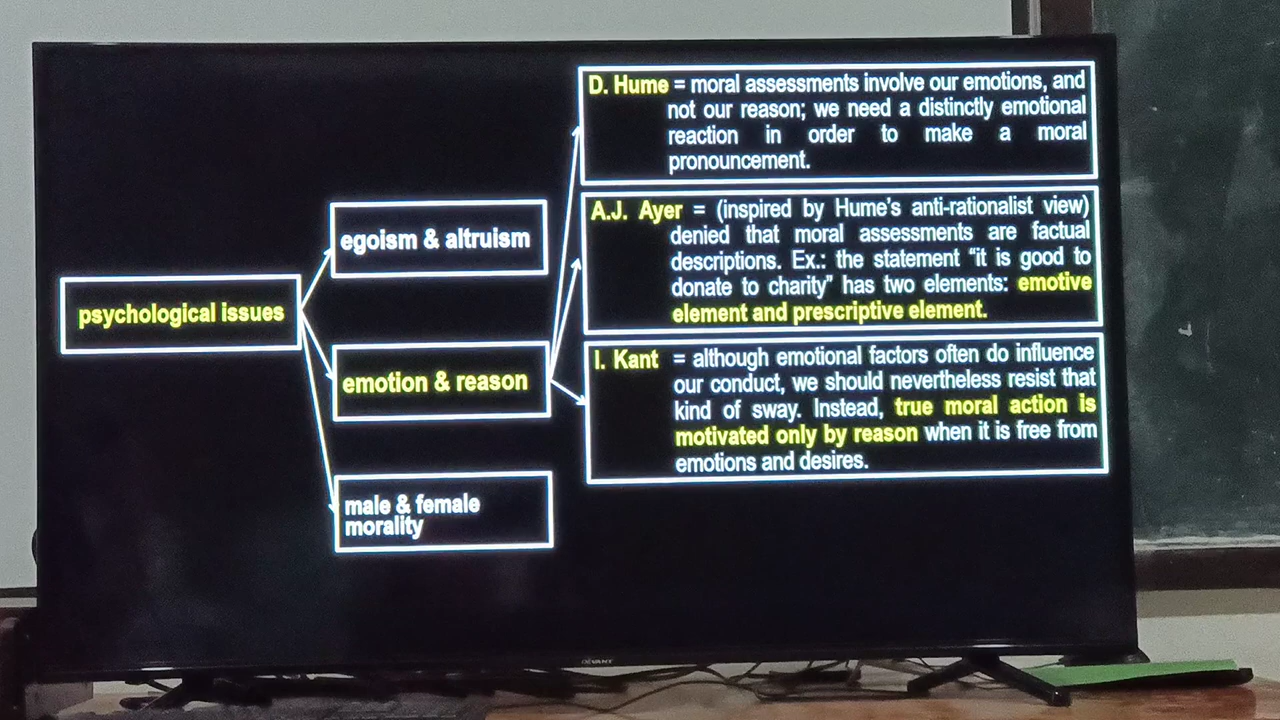 D. Hume = moral assessments involve our emotions, and
not our reason; we need a distinctly emotional
reaction in order to make a moral
pronouncement.
egoism & altruism
A.J. Ayer = (inspired by Hume's anti-rationalist view)
denied that moral assessments are factual
descriptions. Ex.: the statement "it is good to
donate to charity" has two elements: emotive
element and prescriptive element.
psychological issues
emotion & reason
I. Kant = although emotional factors often do influence
our conduct, we should nevertheless resist that
kind of sway. Instead, true moral action is
motivated only by reason when it is free from
emotions and desires.
male & female
morality